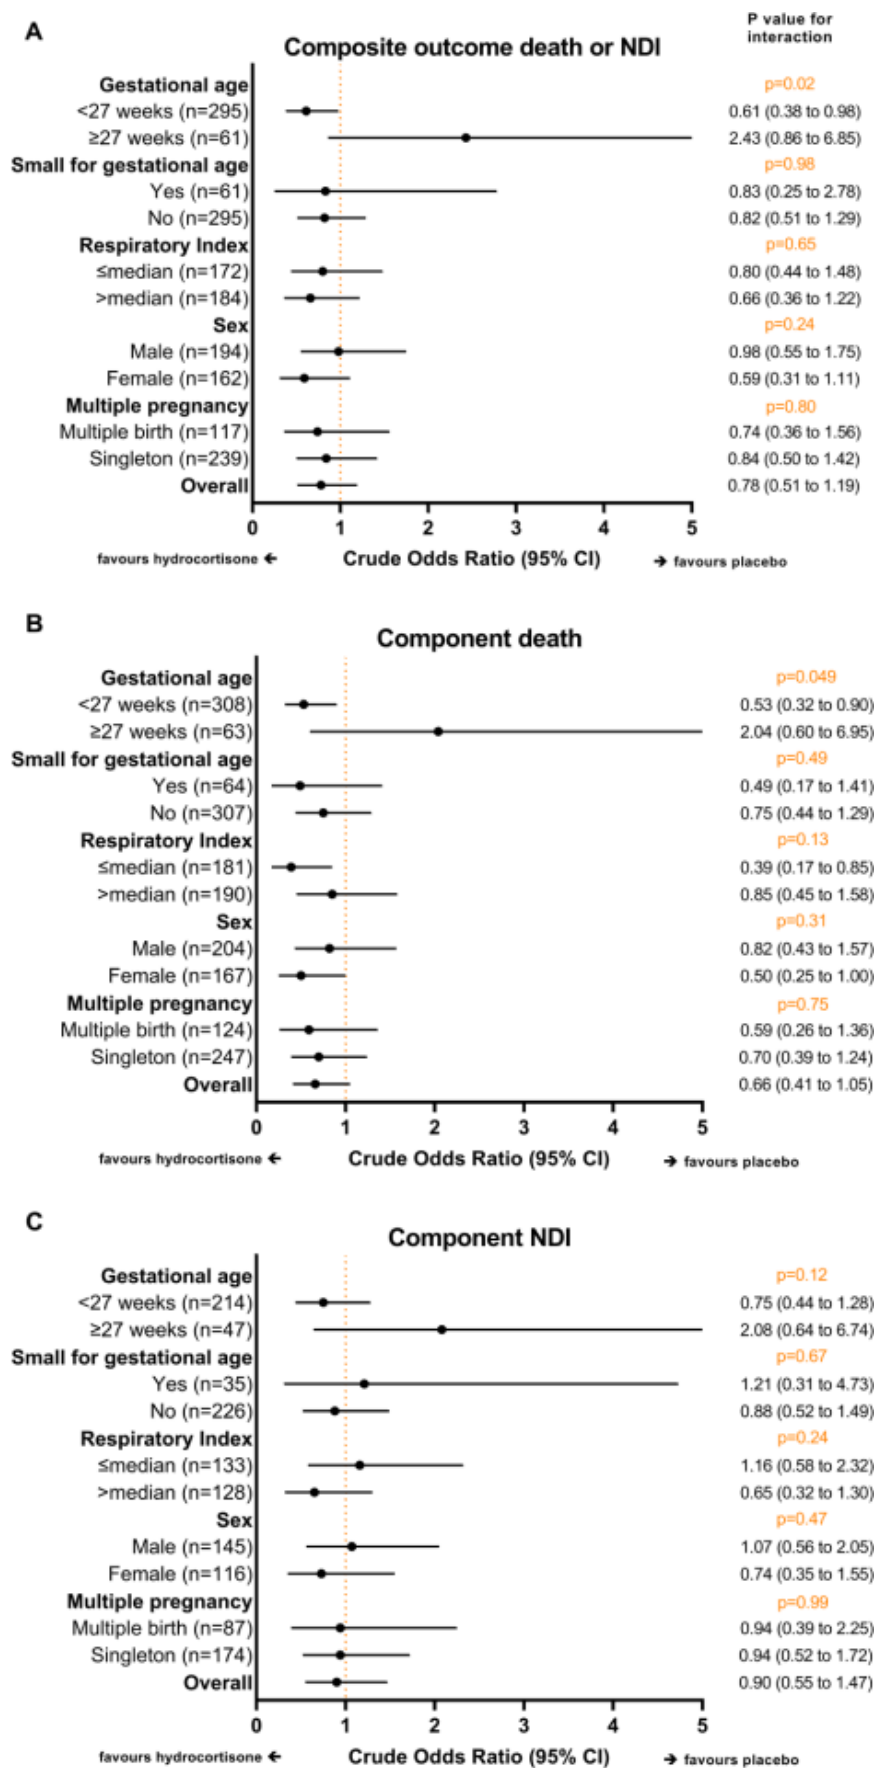 A
Composite outcome death or NDI
P value for
interaction
Gestational age p=0.02
<27 weeks (n=295) 0.61 (0.38 to 0.98)
≥27 weeks (n=61) 2.43 (0.86 to 6.85)
Small for gestational age p=0.98
Yes (n=61) 0.83 (0.25 to 2.78)
No (n=295) 0.82 (0.51 to 1.29)
Respiratory Index p=0.65
≤median (n=172) 0.80 (0.44 to 1.48)
>median (n=184) 0.66 (0.36 to 1.22)
Sex p=0.24
Male (n=194) 0.98 (0.55 to 1.75)
Female (n=162) 0.59 (0.31 to 1.11)
Multiple pregnancy p=0.80
Multiple birth (n=117) 0.74 (0.36 to 1.56)
Singleton (n=239) 0.84 (0.50 to 1.42)
Overall 0.78 (0.51 to 1.19)
0 1 2 3 4 5
favours hydrocortisone ← Crude Odds Ratio (95% CI) → favours placebo
B
Component death
Gestational age p=0.049
<27 weeks (n=308) 0.53 (0.32 to 0.90)
≥27 weeks (n=63) 2.04 (0.60 to 6.95)
Small for gestational age p=0.49
Yes (n=64) 0.49 (0.17 to 1.41)
No (n=307) 0.75 (0.44 to 1.29)
Respiratory Index p=0.13
≤median (n=181) 0.39 (0.17 to 0.85)
>median (n=190) 0.85 (0.45 to 1.58)
Sex p=0.31
Male (n=204) 0.82 (0.43 to 1.57)
Female (n=167) 0.50 (0.25 to 1.00)
Multiple pregnancy p=0.75
Multiple birth (n=124) 0.59 (0.26 to 1.36)
Singleton (n=247) 0.70 (0.39 to 1.24)
Overall 0.66 (0.41 to 1.05)
0 1 2 3 4 5
favours hydrocortisone ← Crude Odds Ratio (95% CI) → favours placebo
C
Component NDI
Gestational age p=0.12
<27 weeks (n=214) 0.75 (0.44 to 1.28)
≥27 weeks (n=47) 2.08 (0.64 to 6.74)
Small for gestational age p=0.67
Yes (n=35) 1.21 (0.31 to 4.73)
No (n=226) 0.88 (0.52 to 1.49)
Respiratory Index p=0.24
≤median (n=133) 1.16 (0.58 to 2.32)
>median (n=128) 0.65 (0.32 to 1.30)
Sex p=0.47
Male (n=145) 1.07 (0.56 to 2.05)
Female (n=116) 0.74 (0.35 to 1.55)
Multiple pregnancy p=0.99
Multiple birth (n=87) 0.94 (0.39 to 2.25)
Singleton (n=174) 0.94 (0.52 to 1.72)
Overall 0.90 (0.55 to 1.47)
0 1 2 3 4 5
favours hydrocortisone ← Crude Odds Ratio (95% CI) → favours placebo